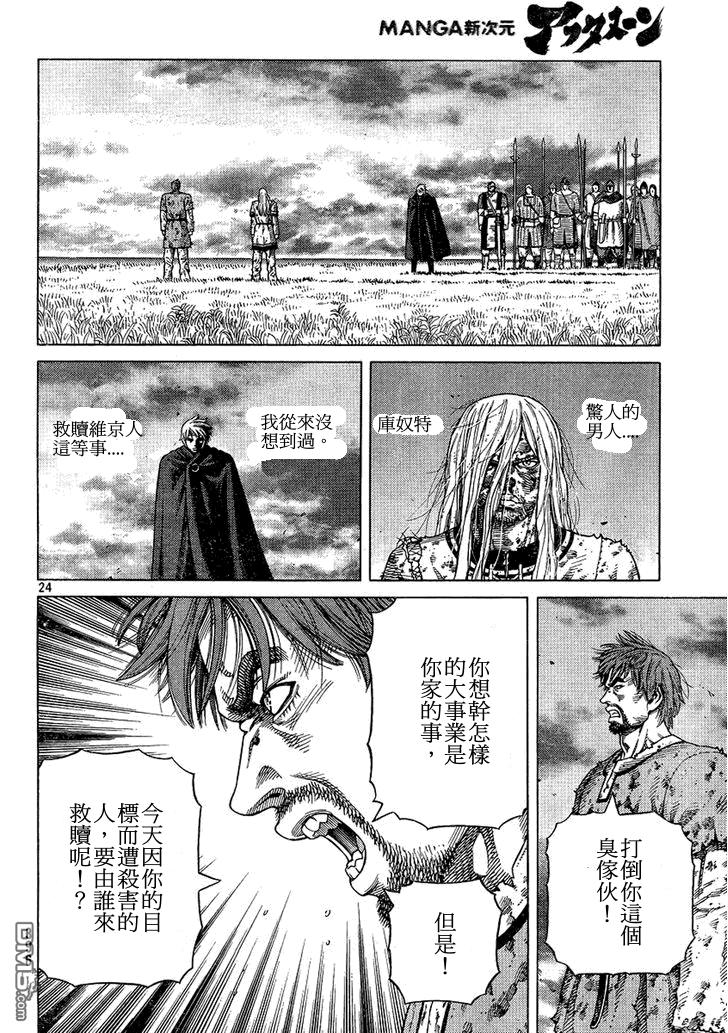 MANGA新次元 アフタヌーン
驚人的
男人....
庫奴特
我從來沒
想到過。
救贖維京人
這等事....
24
打倒你這個
臭傢伙！
你想幹怎樣
的大事業是
你家的事，
但是！
今天因你的目
標而遭殺害的
人，要由誰來
救贖呢！？